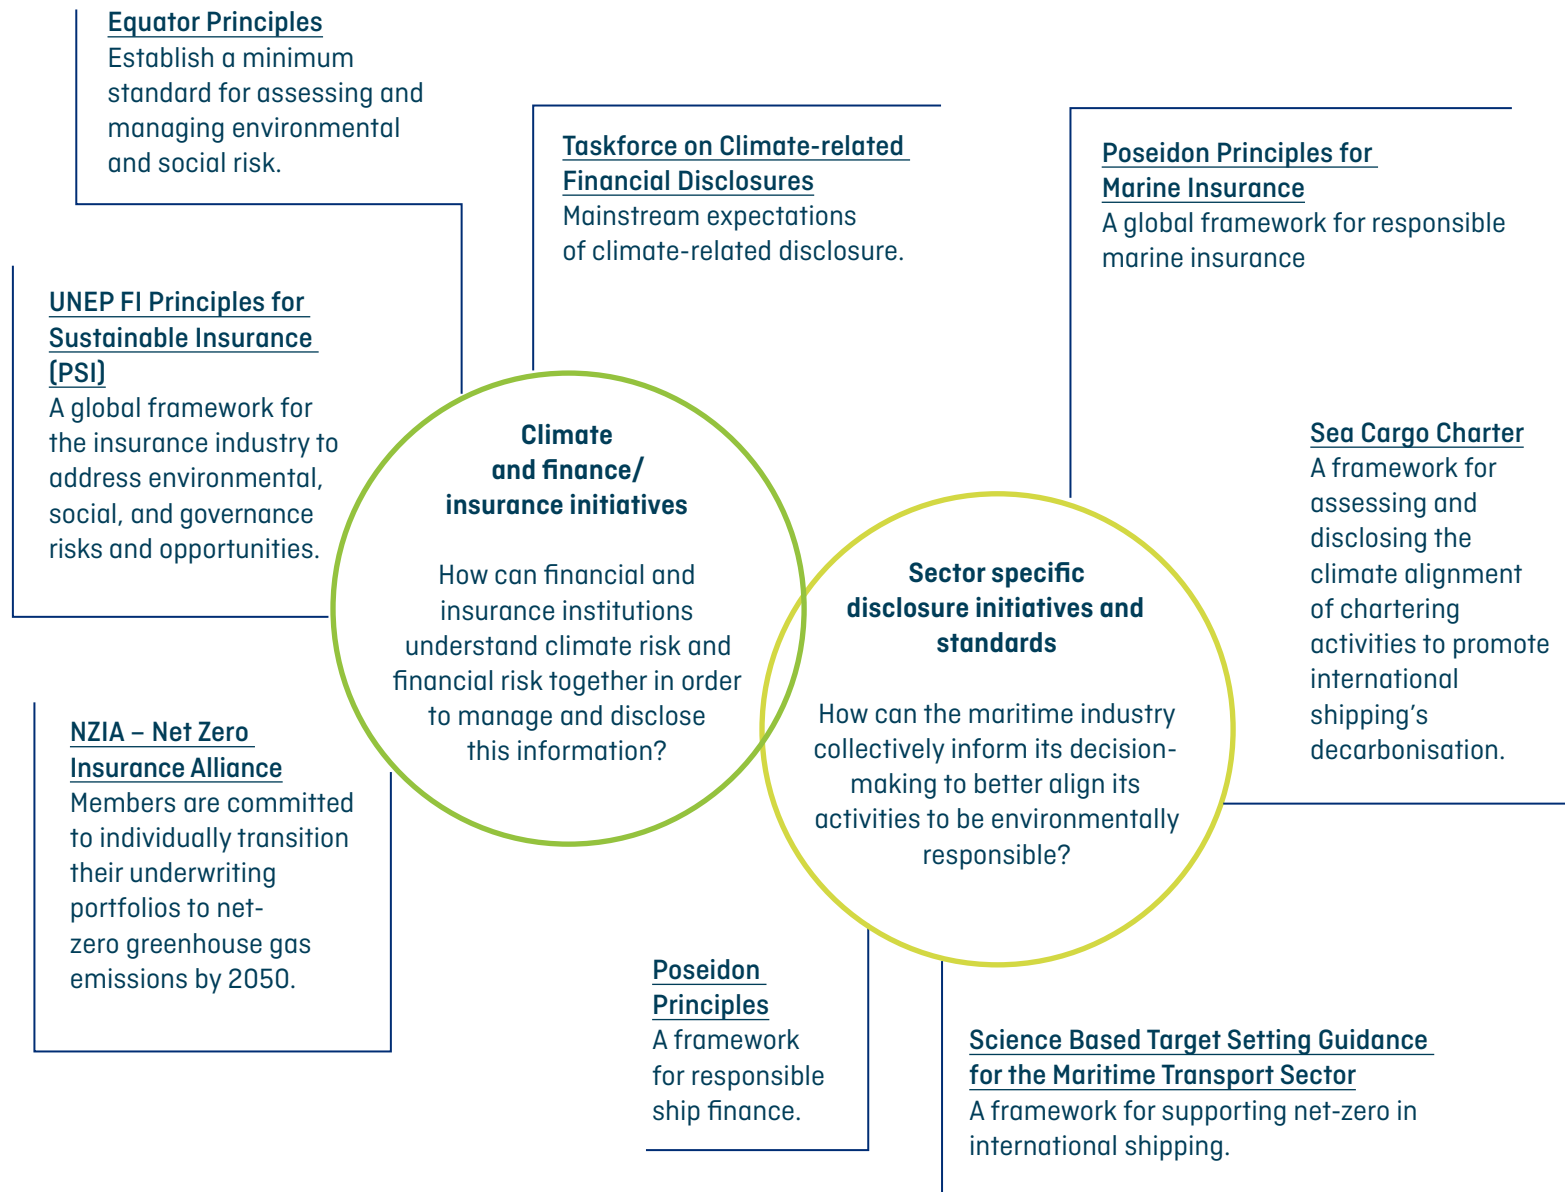 Equator Principles
Establish a minimum
standard for assessing and
managing environmental
and social risk.
Taskforce on Climate-related
Financial Disclosures
Mainstream expectations
of climate-related disclosure.
Poseidon Principles for
Marine Insurance
A global framework for responsible
marine insurance
UNEP FI Principles for
Sustainable Insurance
(PSI)
A global framework for
the insurance industry to
address environmental,
social, and governance
risks and opportunities.
Climate
and finance/
insurance initiatives
How can financial and
insurance institutions
understand climate risk and
financial risk together in order
to manage and disclose
this information?
Sea Cargo Charter
A framework for
assessing and
disclosing the
climate alignment
of chartering
activities to promote
international
shipping's
decarbonisation.
Sector specific
disclosure initiatives and
standards
How can the maritime industry
collectively inform its decision-
making to better align its
activities to be environmentally
responsible?
NZIA – Net Zero
Insurance Alliance
Members are committed
to individually transition
their underwriting
portfolios to net-
zero greenhouse gas
emissions by 2050.
Poseidon
Principles
A framework
for responsible
ship finance.
Science Based Target Setting Guidance
for the Maritime Transport Sector
A framework for supporting net-zero in
international shipping.